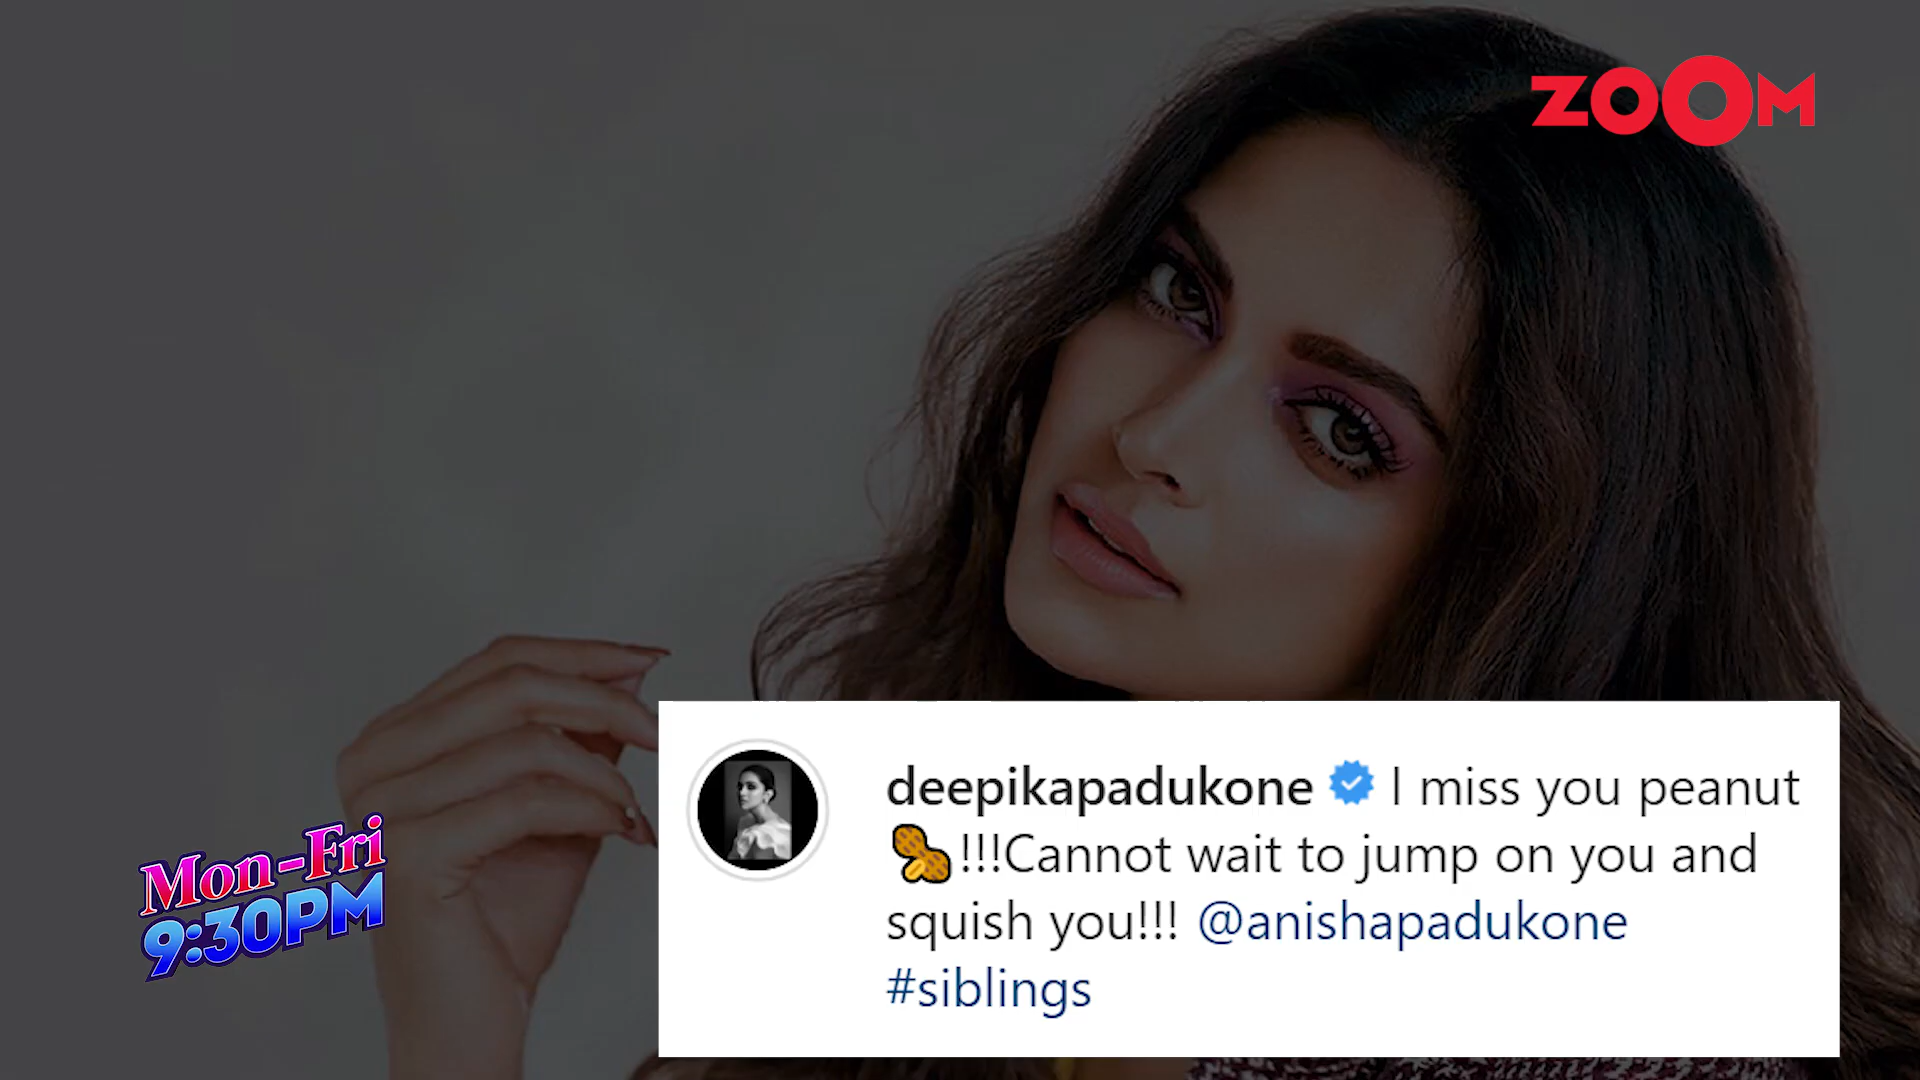 ZOOM
deepikapadukone I miss you peanut
🥜!!!Cannot wait to jump on you and
squish you!!! @anishapadukone
#siblings
Mon-Fri
9:30PM